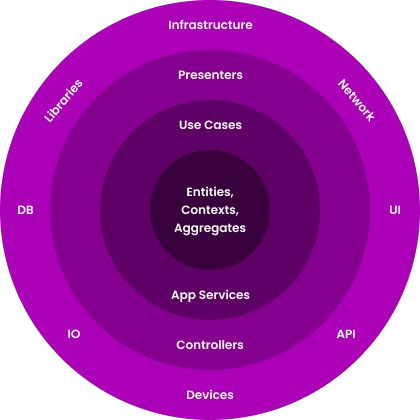 Infrastructure
Libraries
Network
Presenters
Use Cases
DB
Entities,
Contexts,
Aggregates
UI
App Services
IO
API
Controllers
Devices